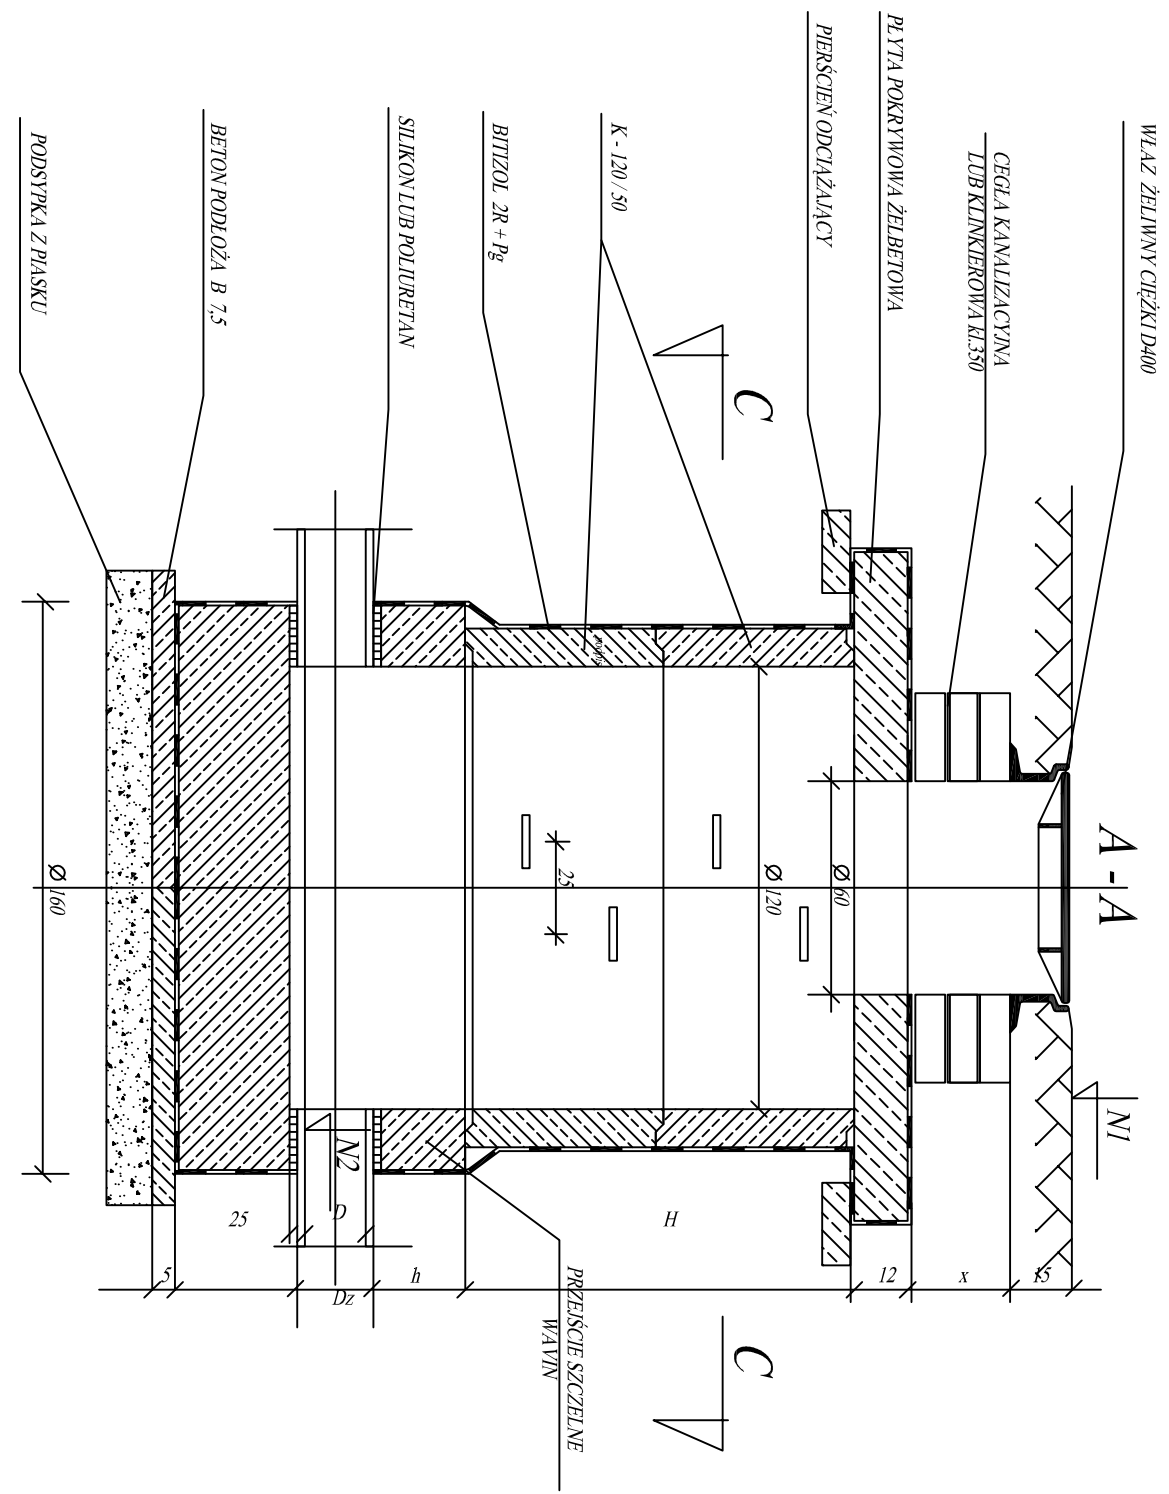 A - A
WŁAZ ŻELIWNY CIĘŻKI D400
CEGŁA KANALIZACYJNA
LUB KLINKIEROWA kl.350
PŁYTA POKRYWOWA ŻELBETOWA
PIERŚCIEŃ ODCIĄŻAJĄCY
K - 120 / 50
BITIZOL 2R + Pg
SILIKON LUB POLIURETAN
BETON PODŁOŻA B 7,5
PODSYPKA Z PIASKU
C
C
N1
N2
Ø 60
Ø 120
25
Ø 160
15
x
12
H
h
D
Dz
25
5
PRZEJŚCIE SZCZELNE
WAVIN